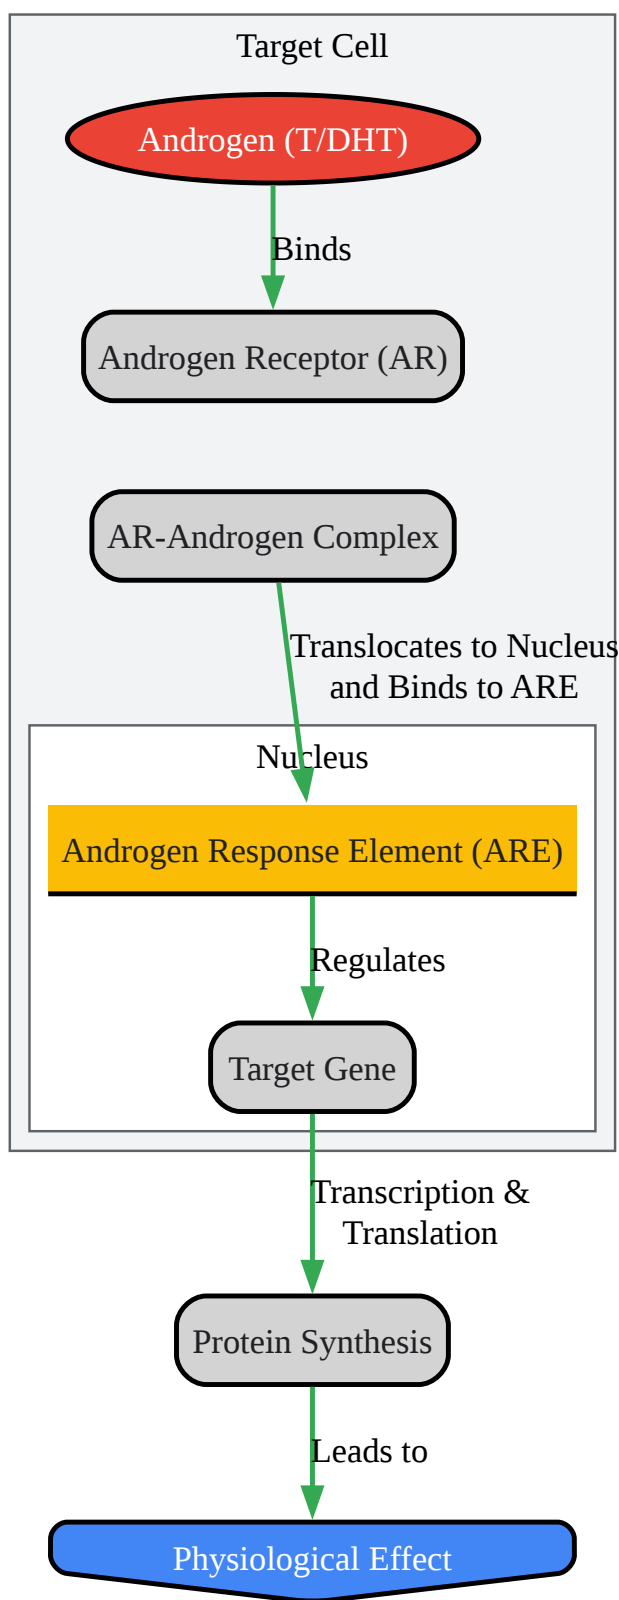 Target Cell
Androgen (T/DHT)
Binds
Androgen Receptor (AR)
AR-Androgen Complex
Translocates to Nucleus
and Binds to ARE
Nucleus
Androgen Response Element (ARE)
Regulates
Target Gene
Transcription &
Translation
Protein Synthesis
Leads to
Physiological Effect